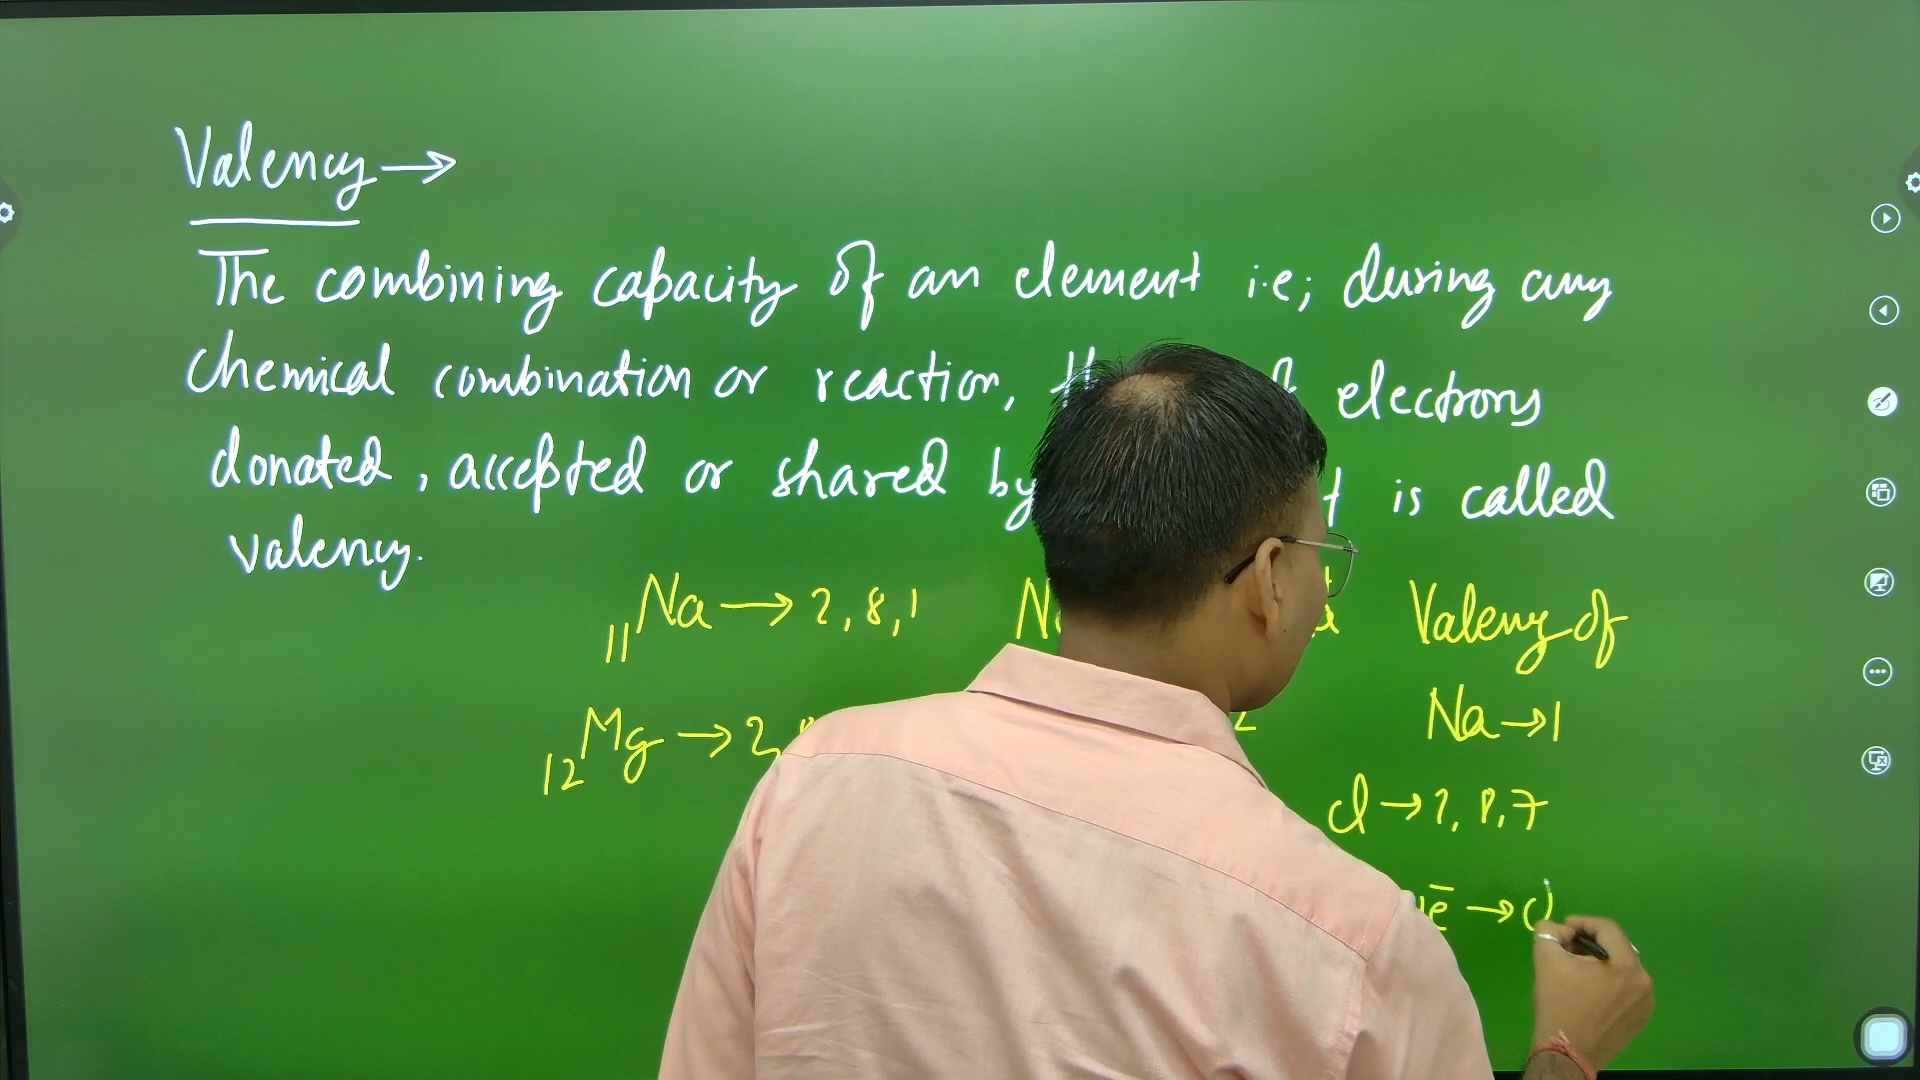 Valency →
The combining capacity of an element i.e; during any
chemical combination or reaction, electrons
donated, accepted or shared by is called
valency.
11Na → 2, 8, 1 Valency of
Na → 1
12Mg → 2,
Cl → 2, 8, 7
e̅ → Cl